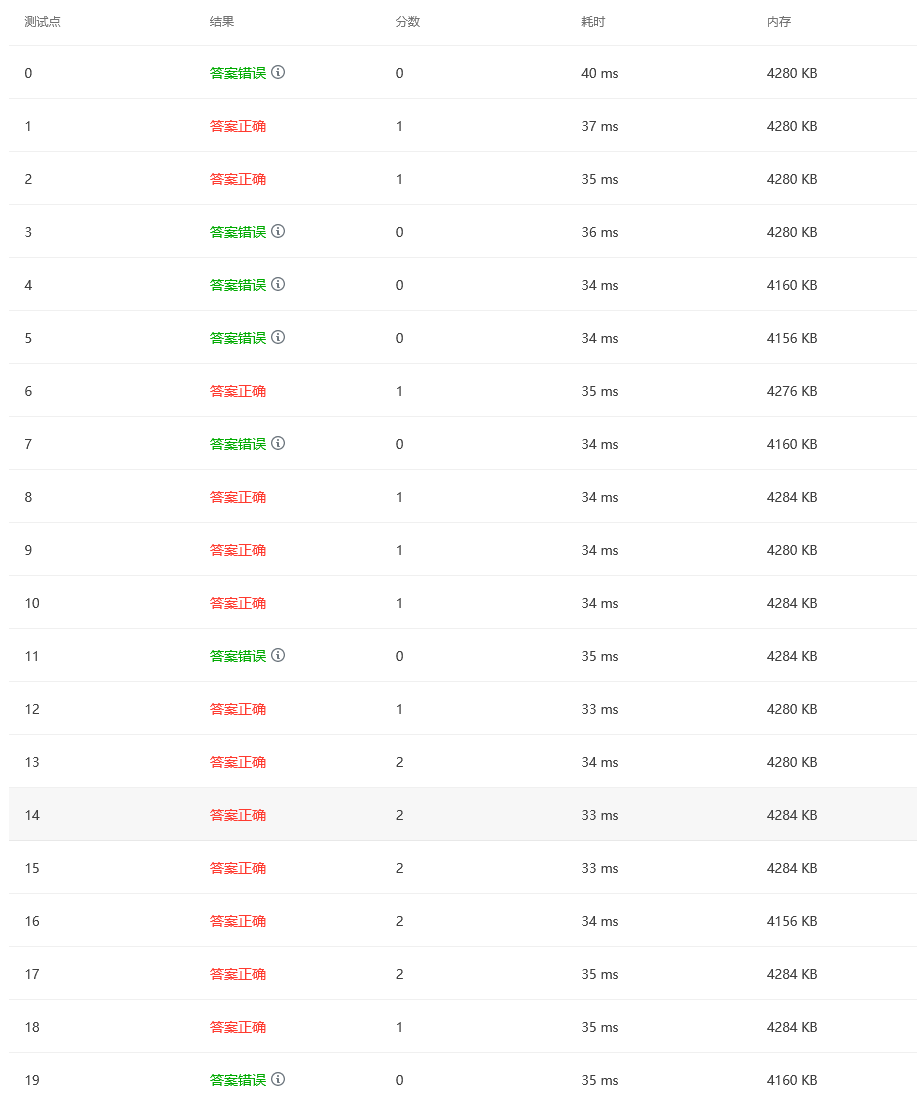 测试点 结果 分数 耗时 内存
0 答案错误 0 40 ms 4280 KB
1 答案正确 1 37 ms 4280 KB
2 答案正确 1 35 ms 4280 KB
3 答案错误 0 36 ms 4280 KB
4 答案错误 0 34 ms 4160 KB
5 答案错误 0 34 ms 4156 KB
6 答案正确 1 35 ms 4276 KB
7 答案错误 0 34 ms 4160 KB
8 答案正确 1 34 ms 4284 KB
9 答案正确 1 34 ms 4280 KB
10 答案正确 1 34 ms 4284 KB
11 答案错误 0 35 ms 4284 KB
12 答案正确 1 33 ms 4280 KB
13 答案正确 2 34 ms 4280 KB
14 答案正确 2 33 ms 4284 KB
15 答案正确 2 33 ms 4284 KB
16 答案正确 2 34 ms 4156 KB
17 答案正确 2 35 ms 4284 KB
18 答案正确 1 35 ms 4284 KB
19 答案错误 0 35 ms 4160 KB